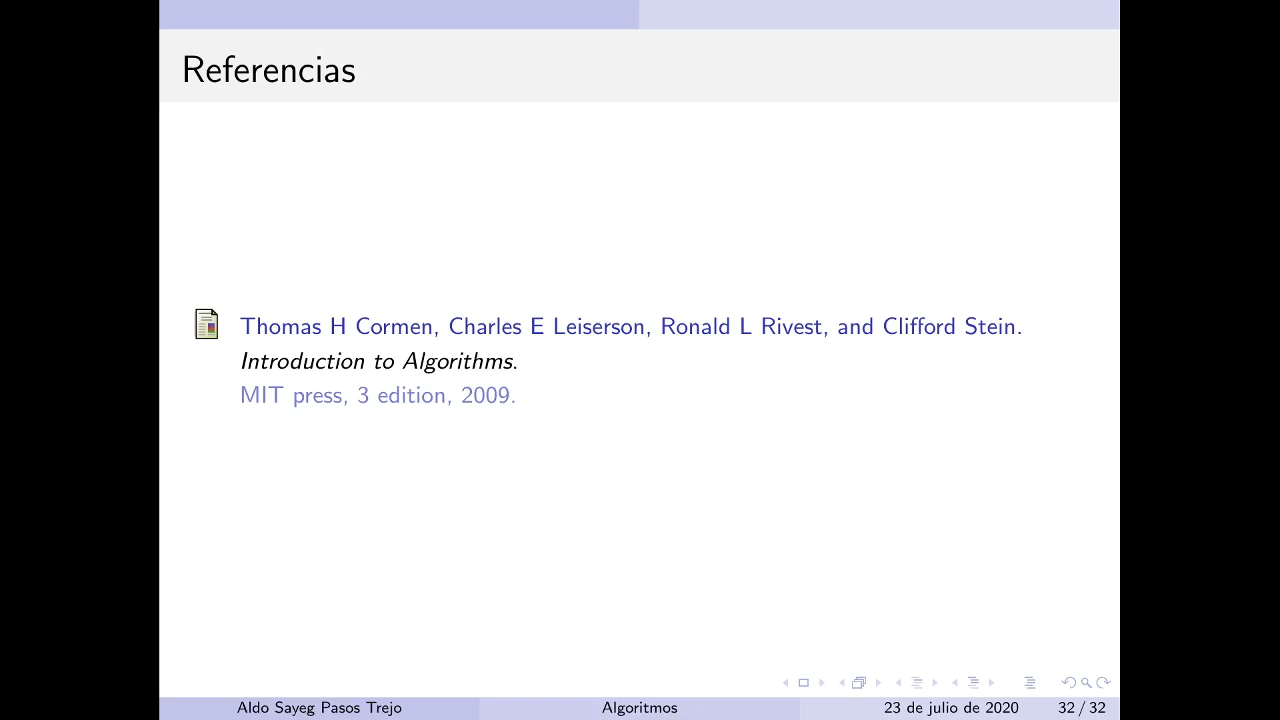 Referencias
Thomas H Cormen, Charles E Leiserson, Ronald L Rivest, and Clifford Stein.
Introduction to Algorithms.
MIT press, 3 edition, 2009.
Aldo Sayeg Pasos Trejo Algoritmos 23 de julio de 2020 32 / 32